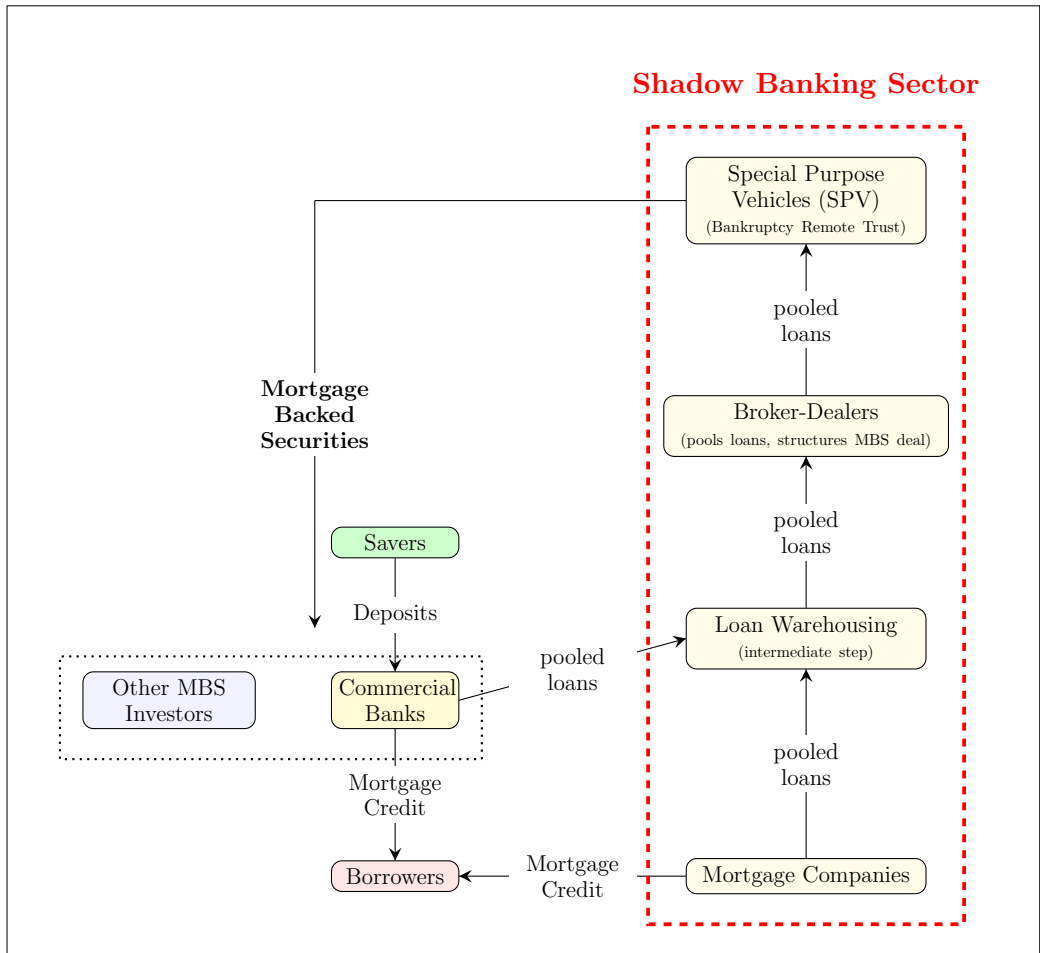 Shadow Banking Sector
Special Purpose
Vehicles (SPV)
(Bankruptcy Remote Trust)
pooled
loans
Mortgage
Backed
Securities
Broker-Dealers
(pools loans, structures MBS deal)
pooled
loans
Savers
Deposits
Loan Warehousing
(intermediate step)
pooled
loans
Other MBS
Investors
Commercial
Banks
pooled
loans
Mortgage
Credit
Borrowers
Mortgage
Credit
Mortgage Companies